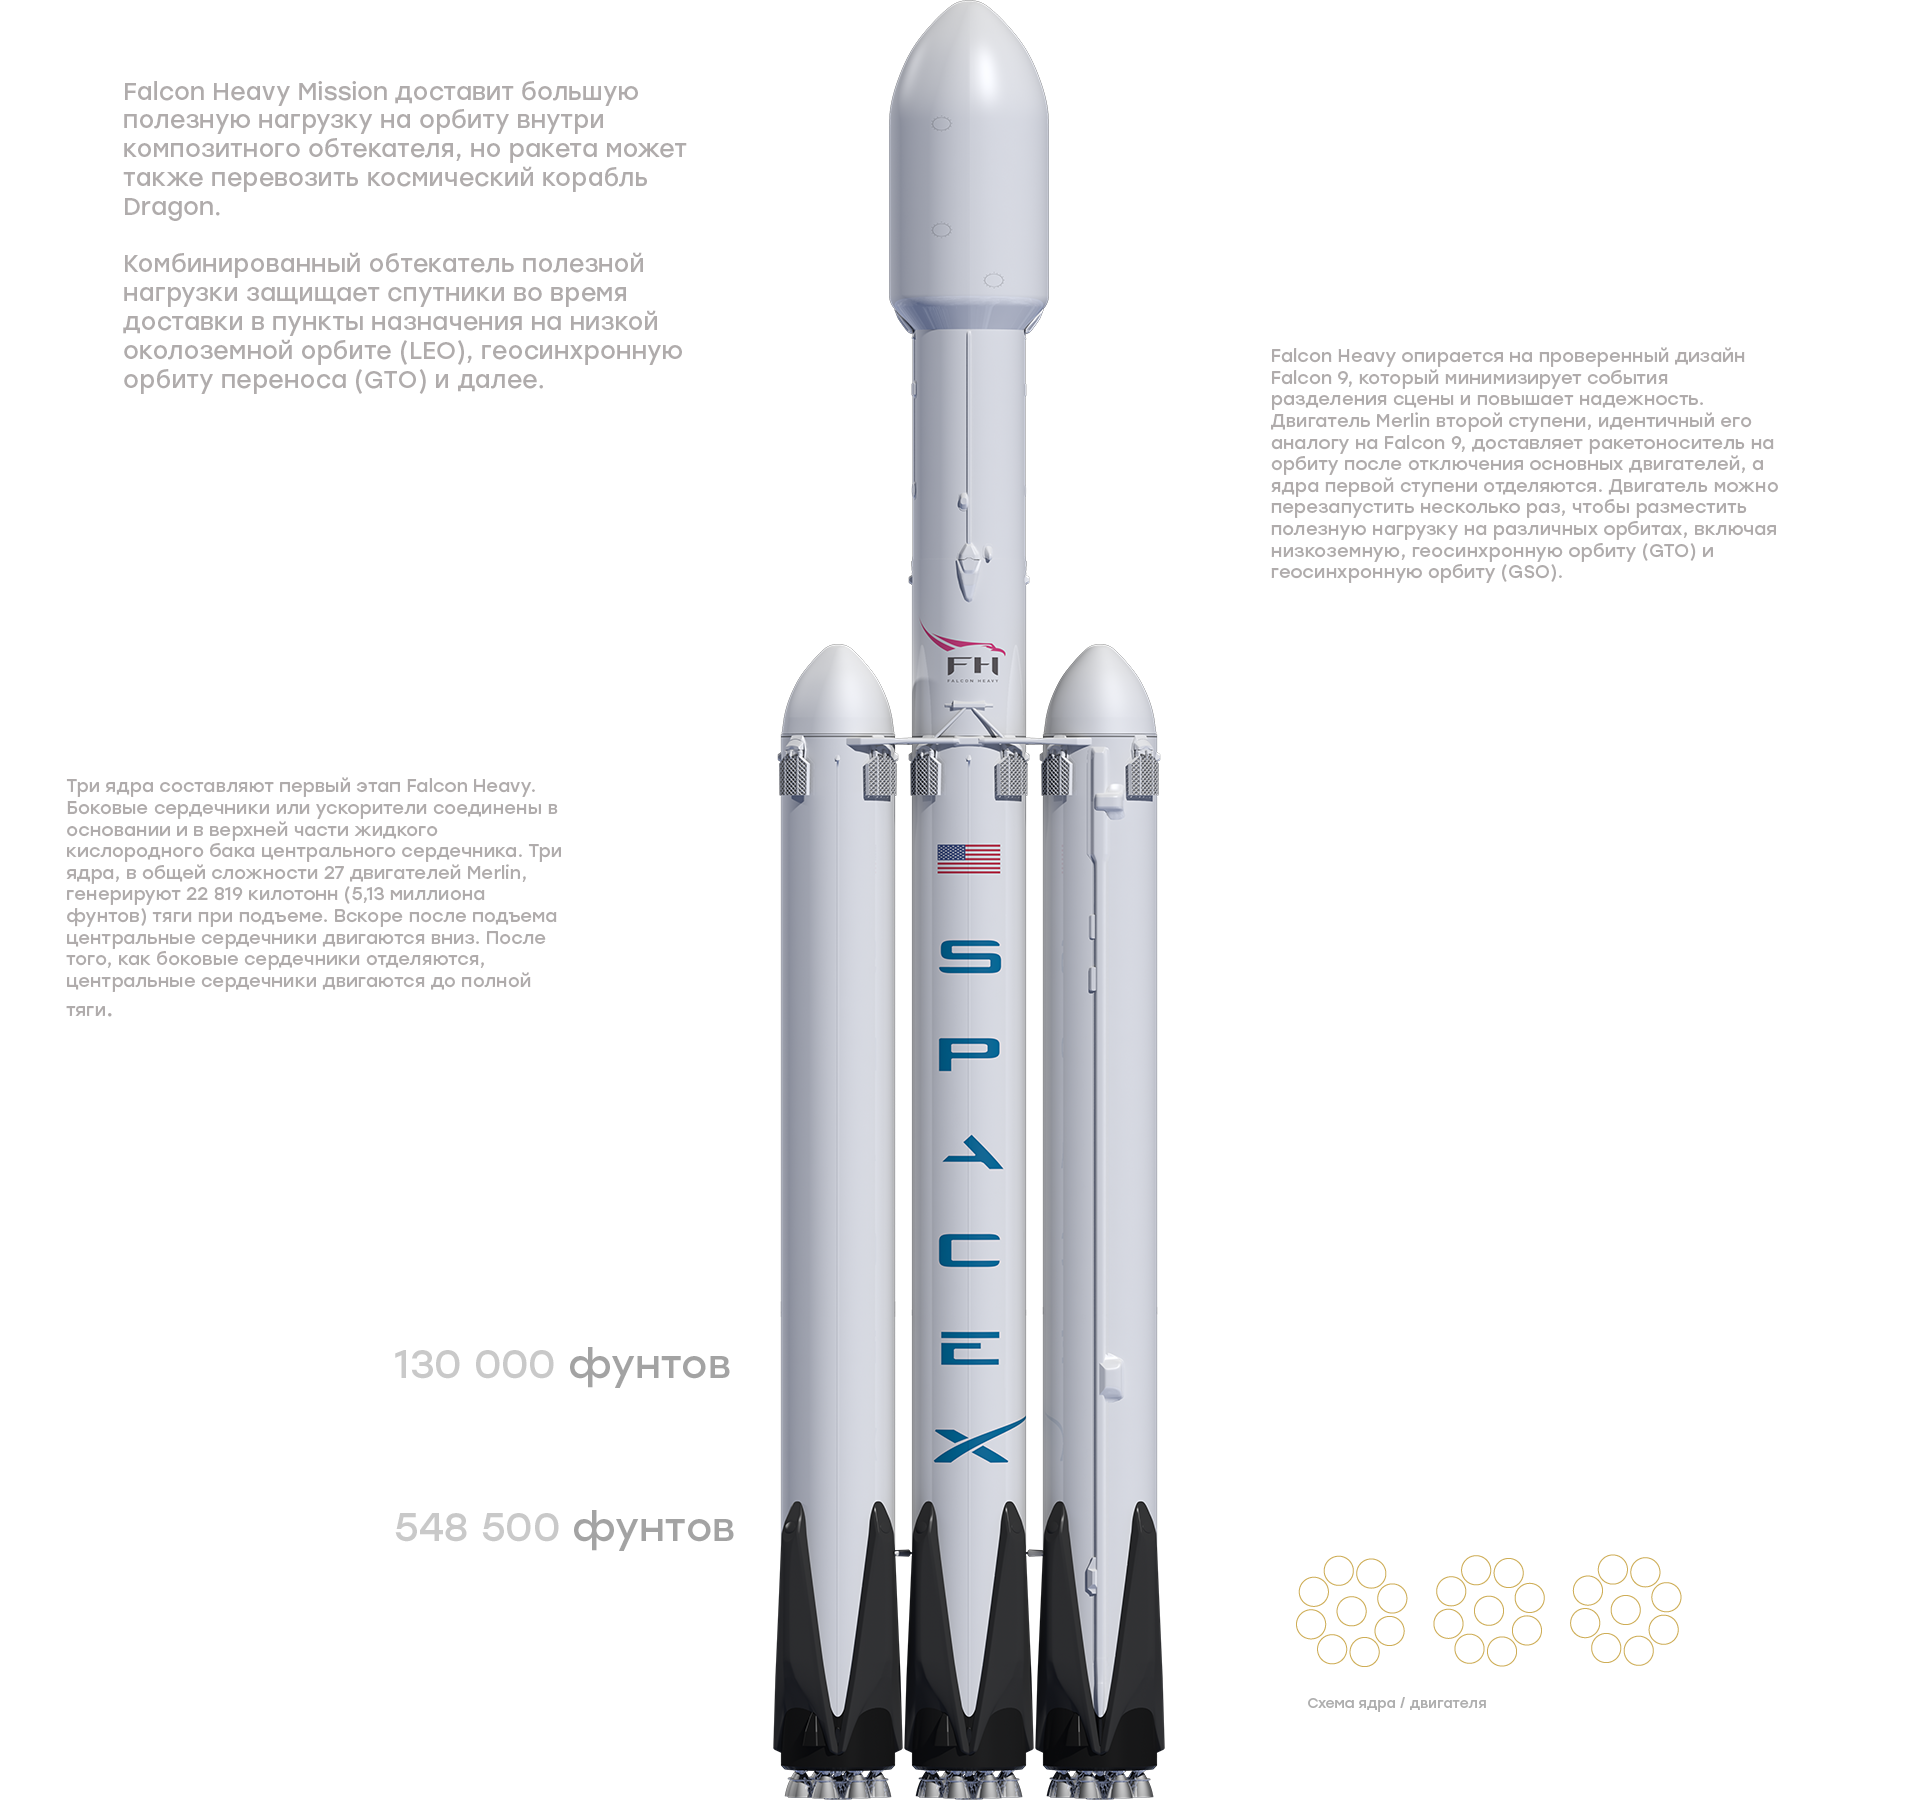 Falcon Heavy Mission доставит большую
полезную нагрузку на орбиту внутри
композитного обтекателя, но ракета может
также перевозить космический корабль
Dragon.
Комбинированный обтекатель полезной
нагрузки защищает спутники во время
доставки в пункты назначения на низкой
околоземной орбите (LEO), геосинхронную
орбиту переноса (GTO) и далее.
Falcon Heavy опирается на проверенный дизайн
Falcon 9, который минимизирует события
разделения сцены и повышает надежность.
Двигатель Merlin второй ступени, идентичный его
аналогу на Falcon 9, доставляет ракетоноситель на
орбиту после отключения основных двигателей, а
ядра первой ступени отделяются. Двигатель можно
перезапустить несколько раз, чтобы разместить
полезную нагрузку на различных орбитах, включая
низкоземную, геосинхронную орбиту (GTO) и
геосинхронную орбиту (GSO).
FH
FALCON HEAVY
Три ядра составляют первый этап Falcon Heavy.
Боковые сердечники или ускорители соединены в
основании и в верхней части жидкого
кислородного бака центрального сердечника. Три
ядра, в общей сложности 27 двигателей Merlin,
генерируют 22 819 килотонн (5,13 миллиона
фунтов) тяги при подъеме. Вскоре после подъема
центральные сердечники двигаются вниз. После
того, как боковые сердечники отделяются,
центральные сердечники двигаются до полной
тяги.
SPACEX
130 000 фунтов
548 500 фунтов
Схема ядра / двигателя